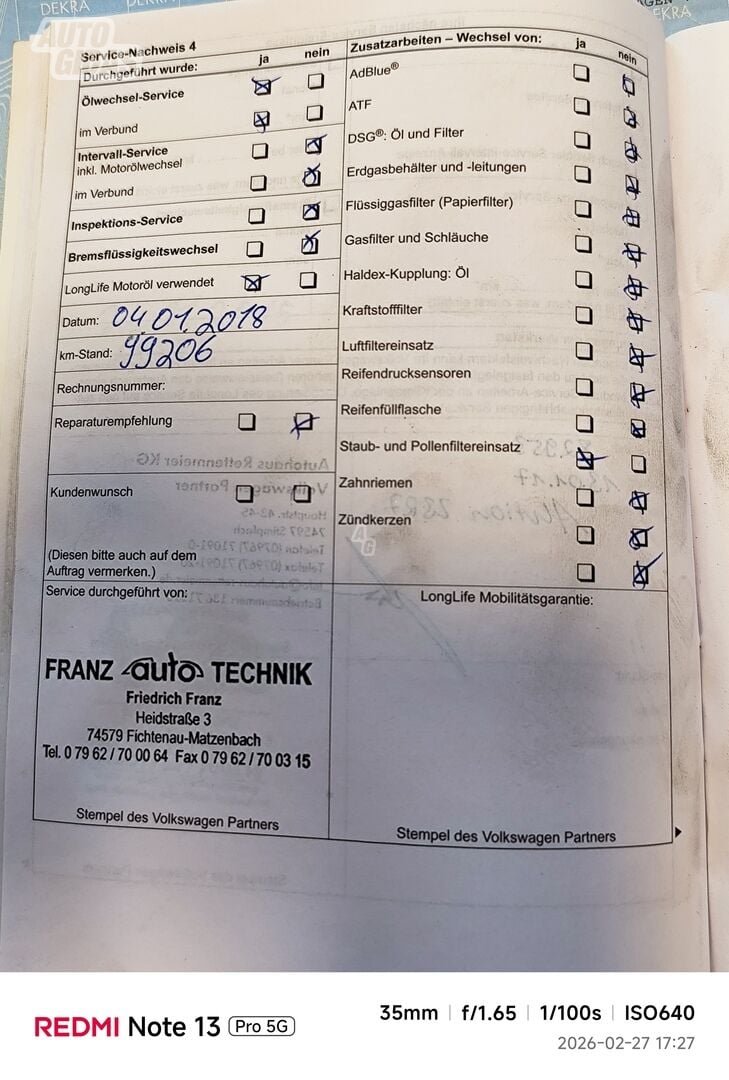 DEKRA
DEKRA
AUTO
Service-Nachweis 4
Durchgeführt wurde:
ja
nein
Ölwechsel-Service
im Verbund
Intervall-Service
inkl. Motorölwechsel
im Verbund
Inspektions-Service
Bremsflüssigkeitswechsel
LongLife Motoröl verwendet
Datum: 04.01.2018
km-Stand: 99206
Rechnungsnummer:
Reparaturempfehlung
Kundenwunsch
(Diesen bitte auch auf dem
Auftrag vermerken.)
Zusatzarbeiten – Wechsel von:
ja
nein
AdBlue®
ATF
DSG®: Öl und Filter
Erdgasbehälter und -leitungen
Flüssiggasfilter (Papierfilter)
Gasfilter und Schläuche
Haldex-Kupplung: Öl
Kraftstofffilter
Luftfiltereinsatz
Reifendrucksensoren
Reifenfüllflasche
Staub- und Pollenfiltereinsatz
Zahnriemen
Zündkerzen
AG
Service durchgeführt von:
FRANZ auto TECHNIK
Friedrich Franz
Heidstraße 3
74579 Fichtenau-Matzenbach
Tel. 0 79 62 / 70 00 64 Fax 0 79 62 / 70 03 15
Stempel des Volkswagen Partners
LongLife Mobilitätsgarantie:
Stempel des Volkswagen Partners
REDMI Note 13 Pro 5G
35mm | f/1.65 | 1/100s | ISO640
2026-02-27 17:27